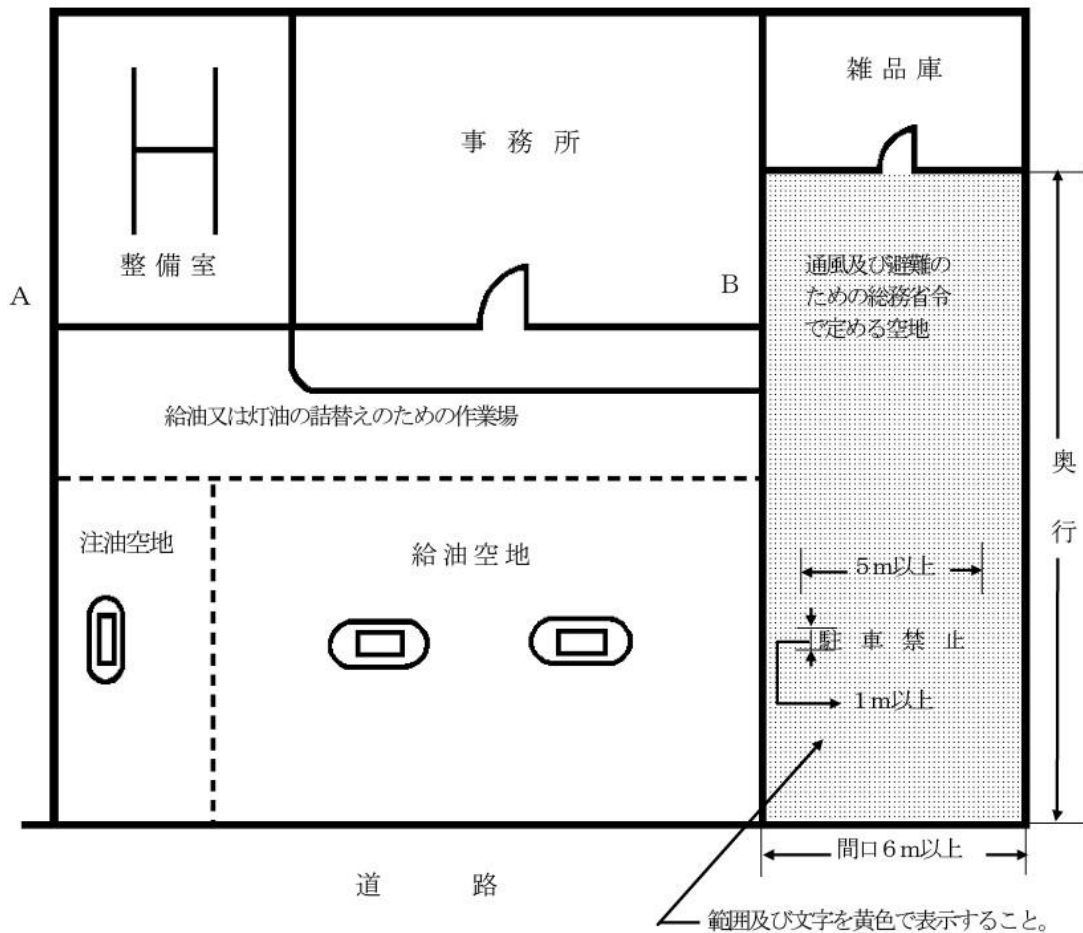 雑品庫
事務所
整備室
A
B
通風及び避難の
ための総務省令
で定める空地
給油又は灯油の詰替えのための作業場
奥行
注油空地
給油空地
5m以上
駐車禁止
1m以上
間口6m以上
道路
範囲及び文字を黄色で表示すること。